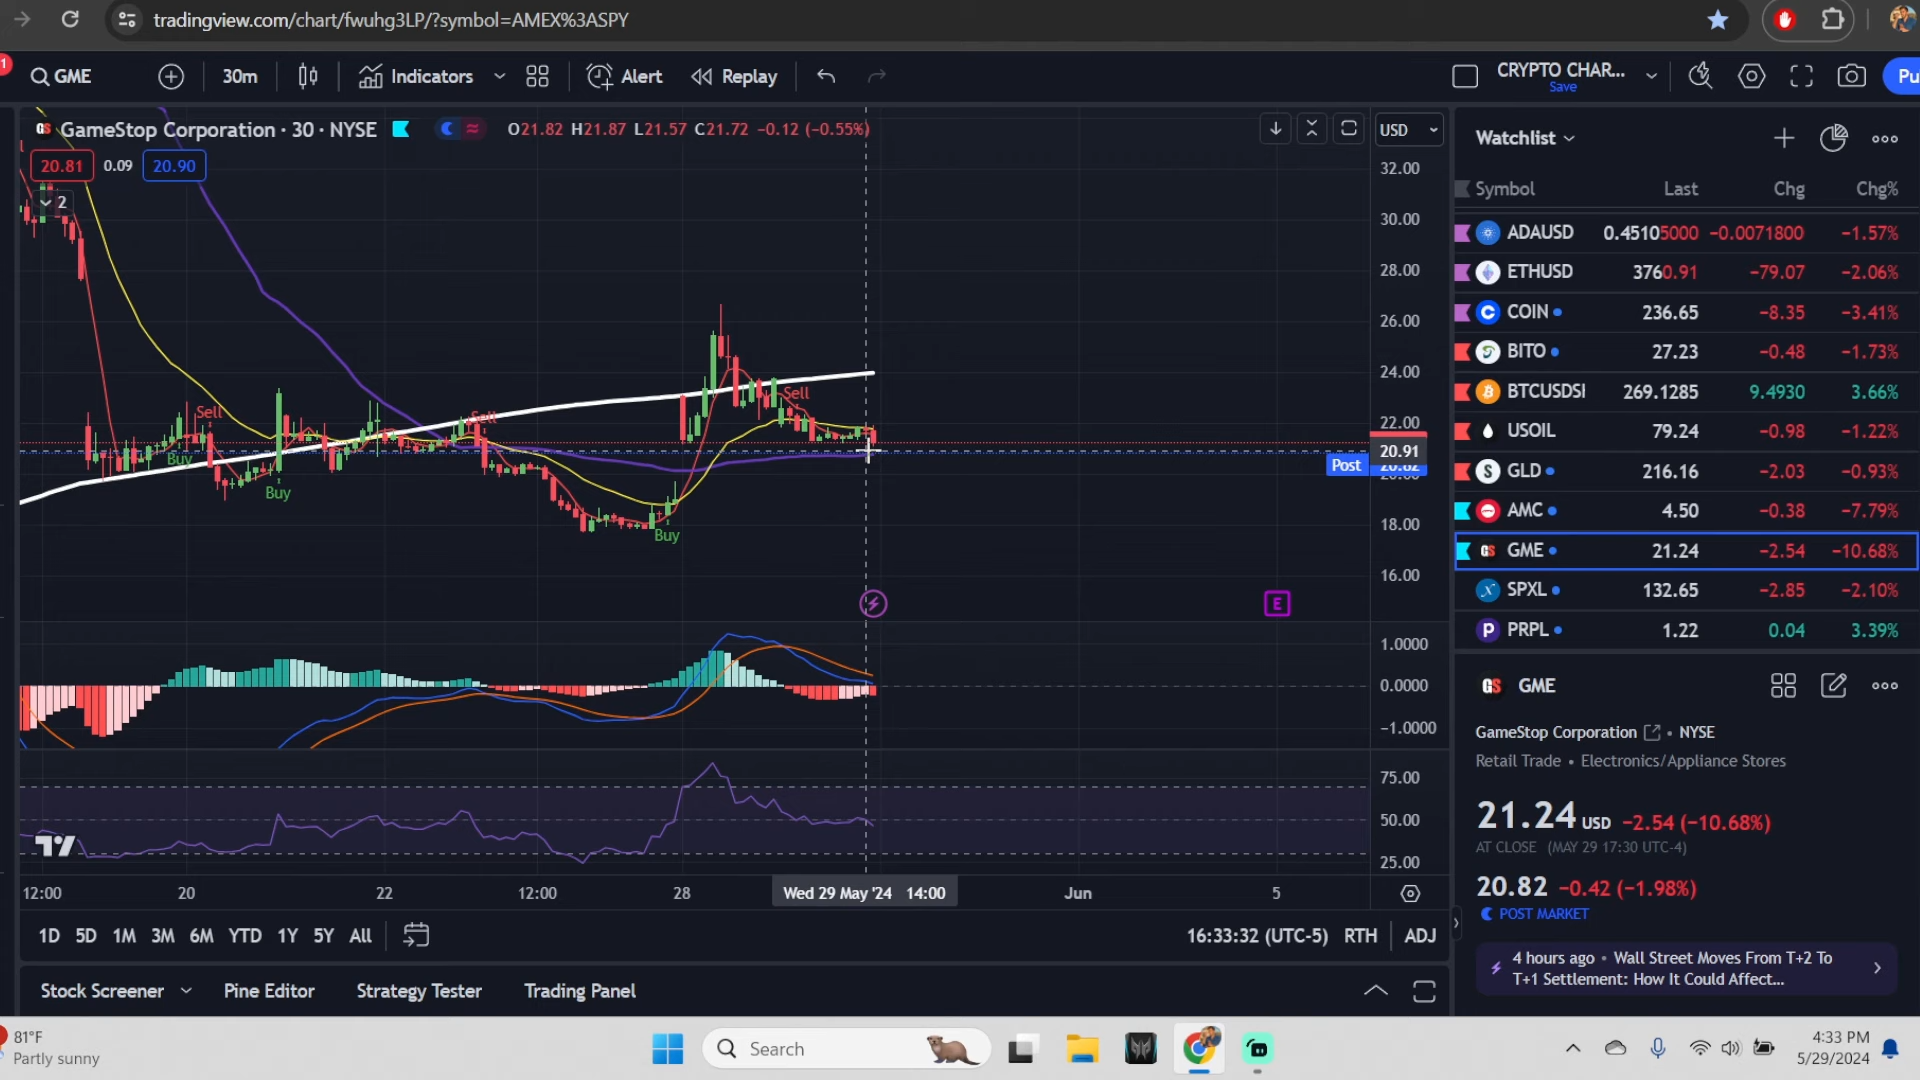 tradingview.com/chart/fwuhg3LP/?symbol=AMEX%3ASPY
1
GME
30m
Indicators
Alert
Replay
CRYPTO CHAR...
Save
Pu
GameStop Corporation · 30 · NYSE
O21.82 H21.87 L21.57 C21.72 −0.12 (−0.55%)
20.81
0.09
20.90
2
USD
32.00
30.00
28.00
26.00
24.00
22.00
20.91
Post
18.00
16.00
Sell
Sell
Sell
Buy
Buy
Buy
E
1.0000
0.0000
−1.0000
75.00
50.00
25.00
12:00
20
22
12:00
28
Wed 29 May '24 14:00
Jun
5
1D 5D 1M 3M 6M YTD 1Y 5Y All
16:33:32 (UTC-5) RTH ADJ
Stock Screener
Pine Editor
Strategy Tester
Trading Panel
Watchlist
Symbol Last Chg Chg%
ADAUSD 0.45105000 −0.0071800 −1.57%
ETHUSD 3760.91 −79.07 −2.06%
COIN 236.65 −8.35 −3.41%
BITO 27.23 −0.48 −1.73%
BTCUSDSI 269.1285 9.4930 3.66%
USOIL 79.24 −0.98 −1.22%
GLD 216.16 −2.03 −0.93%
AMC 4.50 −0.38 −7.79%
GME 21.24 −2.54 −10.68%
SPXL 132.65 −2.85 −2.10%
PRPL 1.22 0.04 3.39%
GME
GameStop Corporation • NYSE
Retail Trade • Electronics/Appliance Stores
21.24 USD −2.54 (−10.68%)
AT CLOSE (MAY 29 17:30 UTC-4)
20.82 −0.42 (−1.98%)
POST MARKET
4 hours ago • Wall Street Moves From T+2 To
T+1 Settlement: How It Could Affect...
81°F
Partly sunny
Search
4:33 PM
5/29/2024